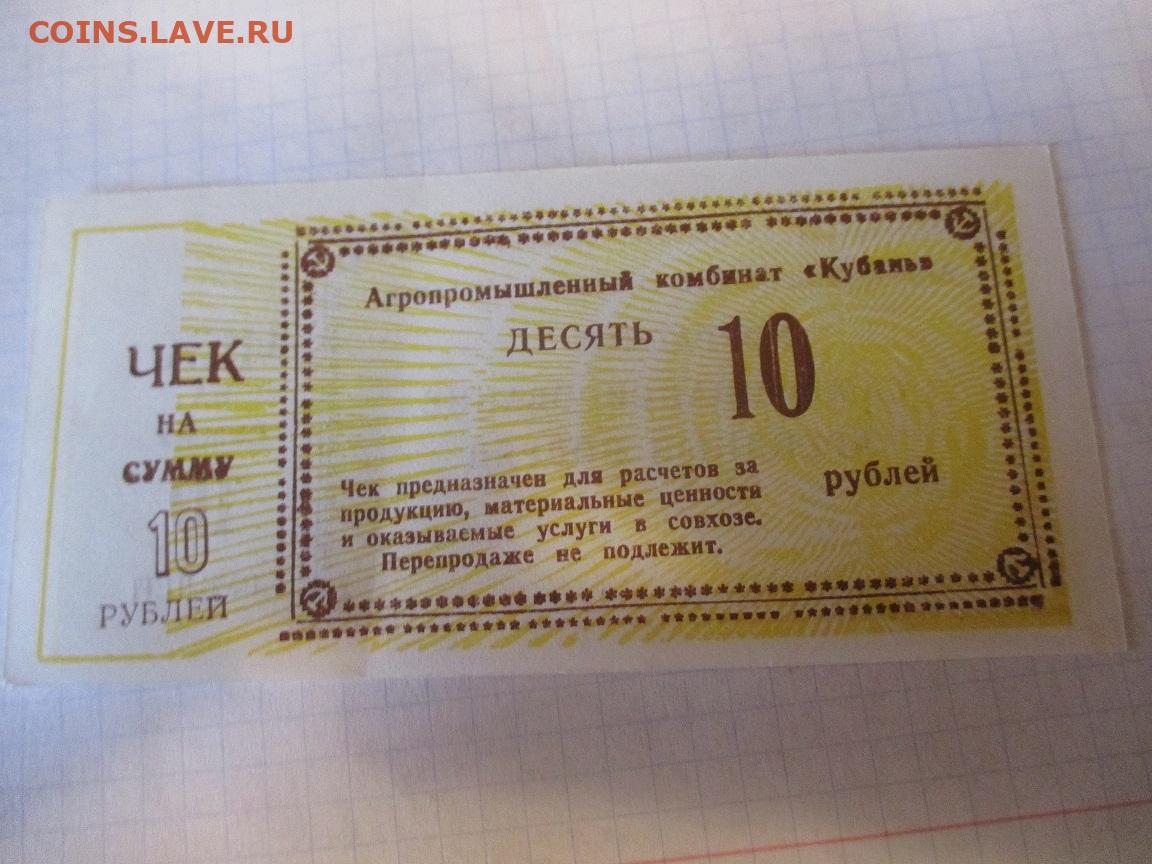 COINS.LAVE.RU
ЧЕК
НА
СУММУ
10
РУБЛЕЙ
Агропромышленный комбинат «Кубань»
ДЕСЯТЬ 10
рублей
Чек предназначен для расчетов за
продукцию, материальные ценности
и оказываемые услуги в совхозе.
Перепродаже не подлежит.